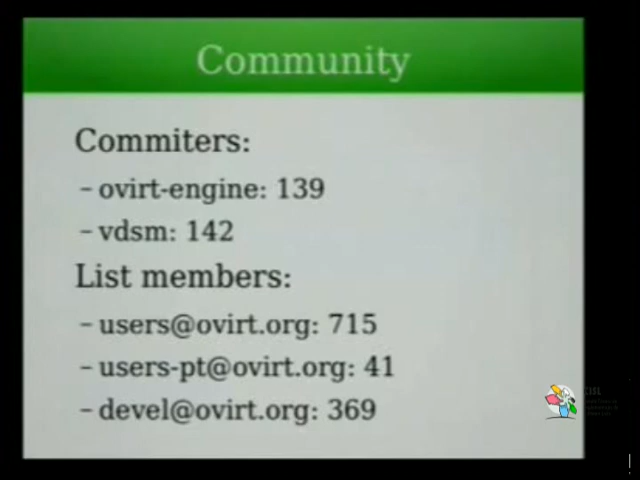 Community
Commiters:
– ovirt-engine: 139
– vdsm: 142
List members:
– users@ovirt.org: 715
– users-pt@ovirt.org: 41
– devel@ovirt.org: 369